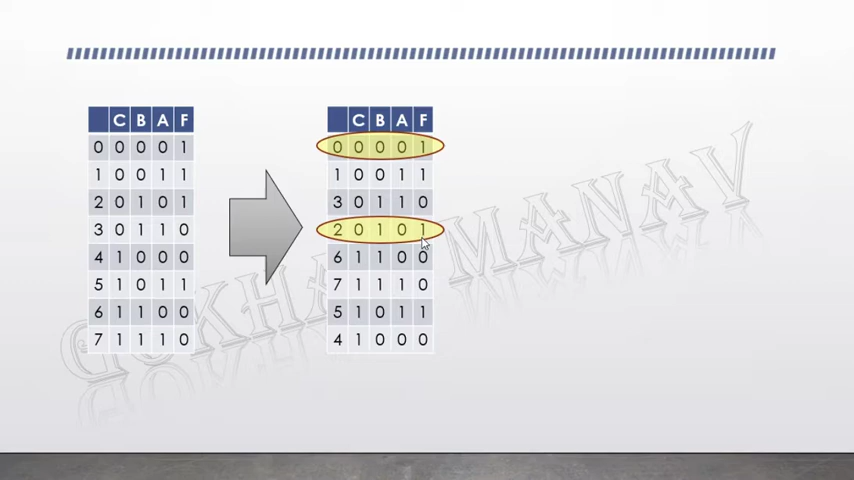 C B A F C B A F
0 0 0 0 1 0 0 0 0 1
1 0 0 1 1 1 0 0 1 1
2 0 1 0 1 3 0 1 1 0
3 0 1 1 0 2 0 1 0 1
4 1 0 0 0 6 1 1 0 0
5 1 0 1 1 7 1 1 1 0
6 1 1 0 0 5 1 0 1 1
7 1 1 1 0 4 1 0 0 0
GOKHAN MANAV